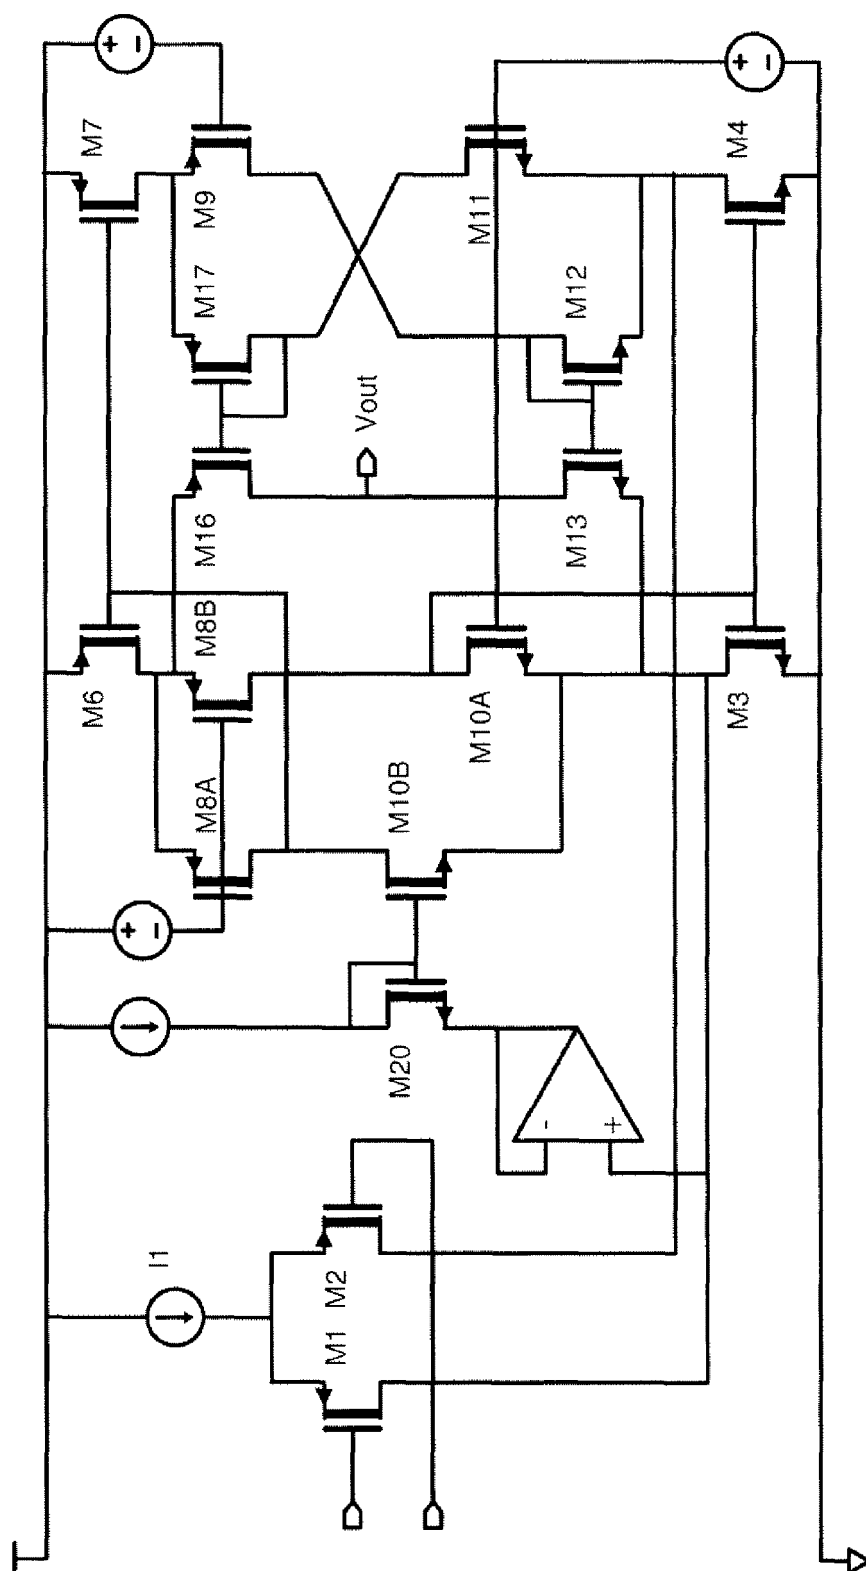 M7
M9
M17
M11
M4
M12
Vout
M16
M13
M6
M8B
M10A
M3
M8A
M10B
M20
I1
M2
M1
+ -
+ -
+ -
- +